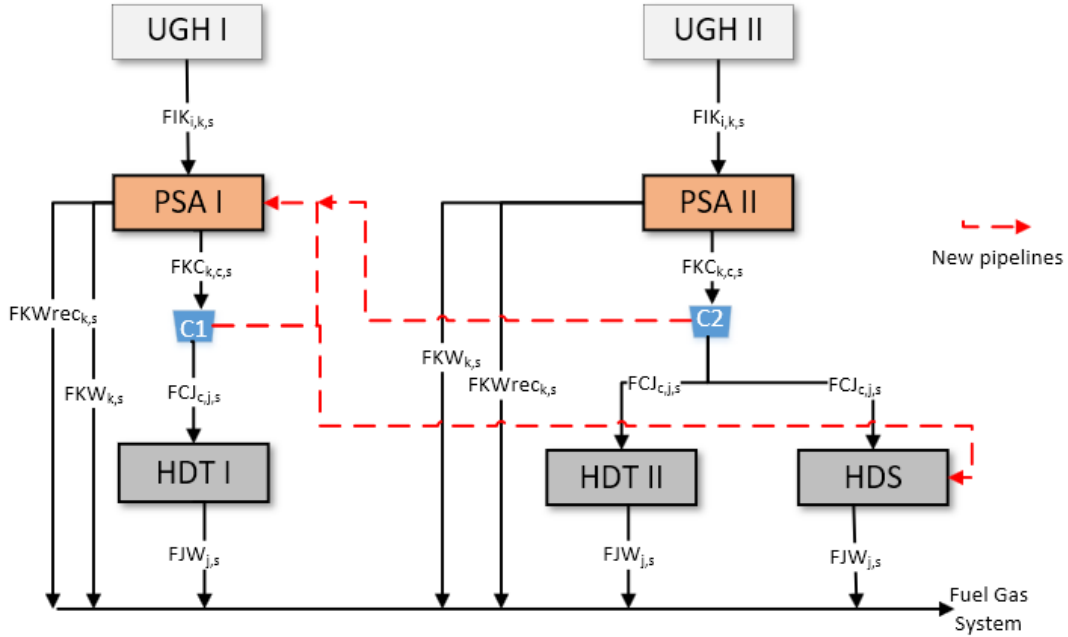 UGH I
UGH II
FIKi,k,s
FIKi,k,s
PSA I
PSA II
New pipelines
FKCk,c,s
FKCk,c,s
FKWreck,s
C1
C2
FKWk,s
FKWk,s
FKWreck,s
FCJc,j,s
FCJc,j,s
FCJc,j,s
HDT I
HDT II
HDS
FJWj,s
FJWj,s
FJWj,s
Fuel Gas
System